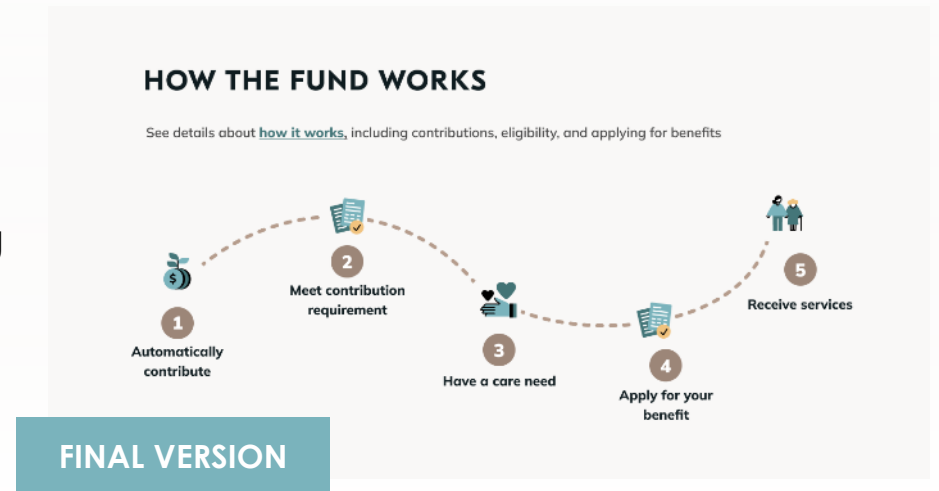 HOW THE FUND WORKS
See details about how it works, including contributions, eligibility, and applying for benefits
$
1
Automatically
contribute
2
Meet contribution
requirement
3
Have a care need
4
Apply for your
benefit
5
Receive services
FINAL VERSION